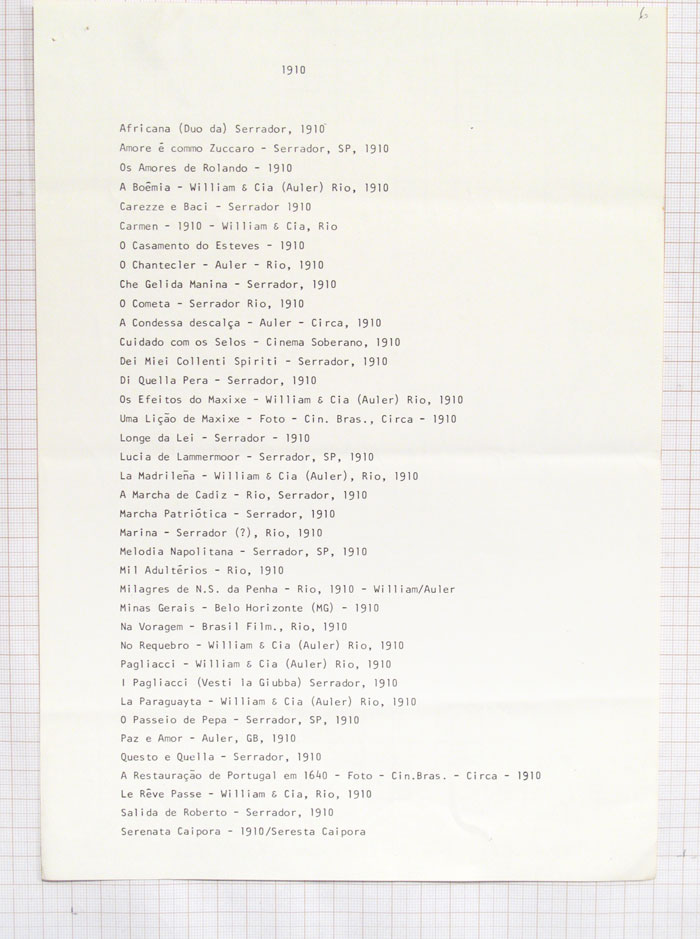 1910
Africana (Duo da) Serrador, 1910
Amore ē commo Zuccaro - Serrador, SP, 1910
Os Amores de Rolando - 1910
A Boēmia - William & Cia (Auler) Rio, 1910
Carezze e Baci - Serrador 1910
Carmen - 1910 - William & Cia, Rio
O Casamento do Esteves - 1910
O Chantecler - Auler - Rio, 1910
Che Gelida Manina - Serrador, 1910
O Cometa - Serrador Rio, 1910
A Condessa descalça - Auler - Circa, 1910
Cuidado com os Selos - Cinema Soberano, 1910
Dei Miei Collenti Spiriti - Serrador, 1910
Di Quella Pera - Serrador, 1910
Os Efeitos do Maxixe - William & Cia (Auler) Rio, 1910
Uma Lição de Maxixe - Foto - Cin. Bras., Circa - 1910
Longe da Lei - Serrador - 1910
Lucia de Lammermoor - Serrador, SP, 1910
La Madrileña - William & Cia (Auler), Rio, 1910
A Marcha de Cadiz - Rio, Serrador, 1910
Marcha Patriōtica - Serrador, 1910
Marina - Serrador (?), Rio, 1910
Melodia Napolitana - Serrador, SP, 1910
Mil Adultērios - Rio, 1910
Milagres de N.S. da Penha - Rio, 1910 - William/Auler
Minas Gerais - Belo Horizonte (MG) - 1910
Na Voragem - Brasil Film., Rio, 1910
No Requebro - William & Cia (Auler) Rio, 1910
Pagliacci - William & Cia (Auler) Rio, 1910
I Pagliacci (Vesti la Giubba) Serrador, 1910
La Paraguayta - William & Cia (Auler) Rio, 1910
O Passeio de Pepa - Serrador, SP, 1910
Paz e Amor - Auler, GB, 1910
Questo e Quella - Serrador, 1910
A Restauração de Portugal em 1640 - Foto - Cin.Bras. - Circa - 1910
Le Rêve Passe - William & Cia, Rio, 1910
Salida de Roberto - Serrador, 1910
Serenata Caipora - 1910/Seresta Caipora